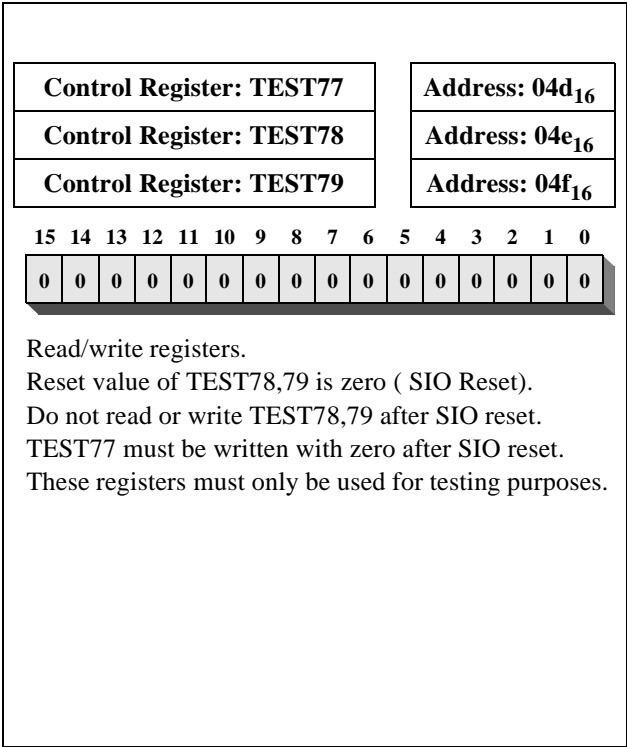 Control Register: TEST77 Address: 04d16
Control Register: TEST78 Address: 04e16
Control Register: TEST79 Address: 04f16
15 14 13 12 11 10 9 8 7 6 5 4 3 2 1 0
0 0 0 0 0 0 0 0 0 0 0 0 0 0 0 0
Read/write registers.
Reset value of TEST78,79 is zero ( SIO Reset).
Do not read or write TEST78,79 after SIO reset.
TEST77 must be written with zero after SIO reset.
These registers must only be used for testing purposes.